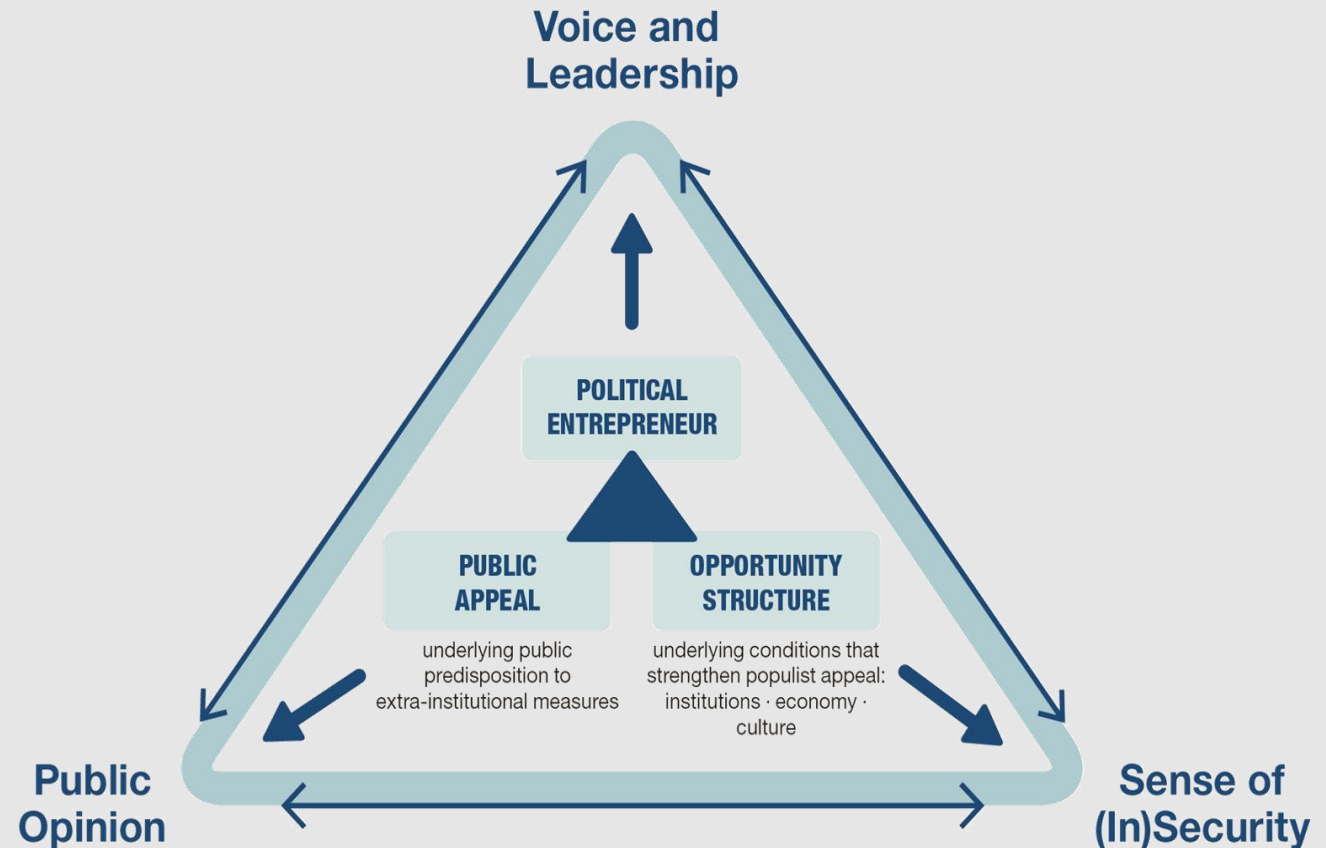 Voice and
Leadership
POLITICAL
ENTREPRENEUR
PUBLIC
APPEAL
underlying public
predisposition to
extra-institutional measures
OPPORTUNITY
STRUCTURE
underlying conditions that
strengthen populist appeal:
institutions · economy ·
culture
Public
Opinion
Sense of
(In)Security